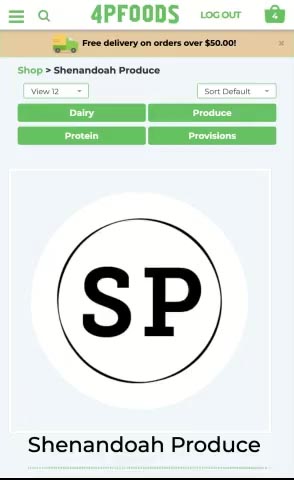 4PFOODS
LOG OUT
4
Free delivery on orders over $50.00!
×
Shop > Shenandoah Produce
View 12
Sort Default
Dairy
Produce
Protein
Provisions
SP
Shenandoah Produce